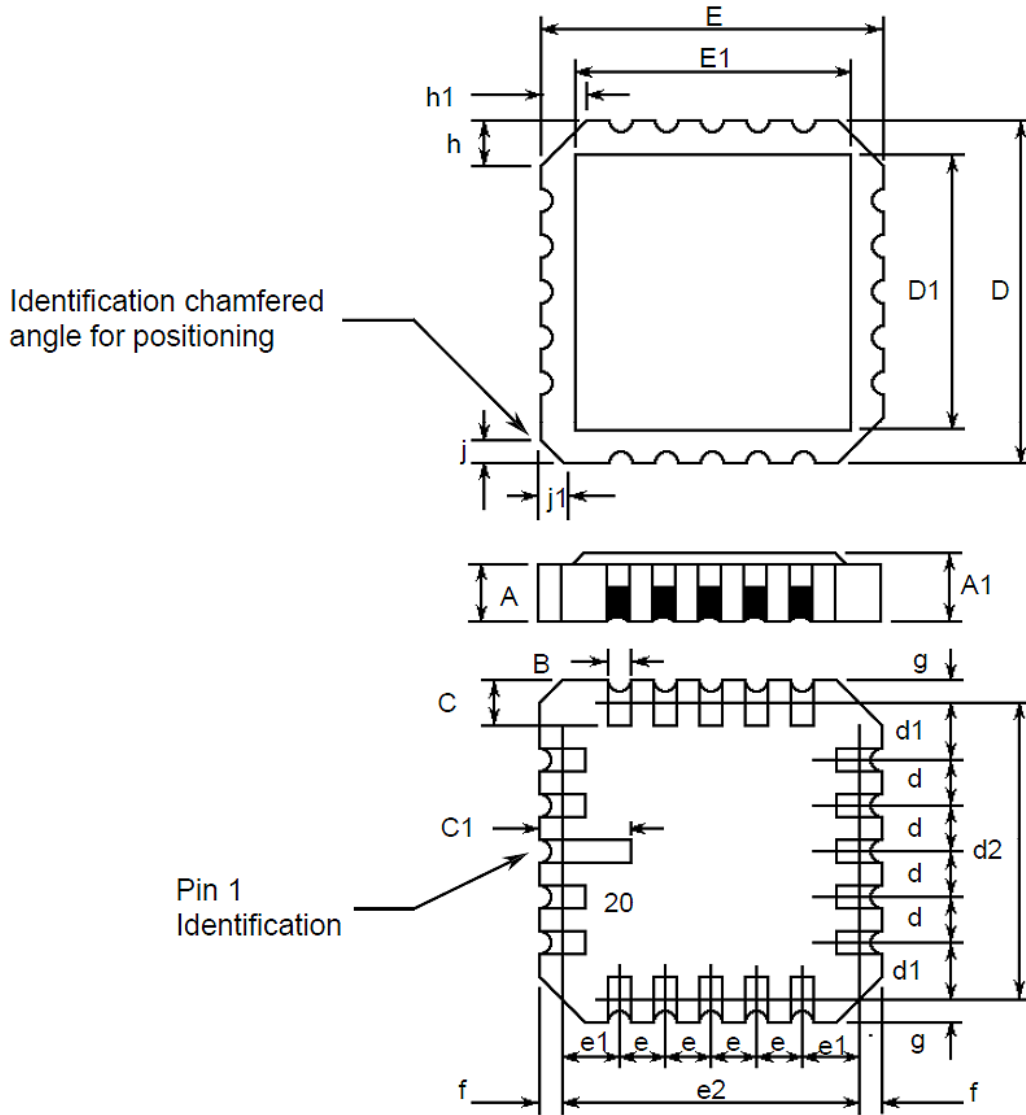 E
E1
h1
h
Identification chamfered
angle for positioning
D1
D
j
j1
A
A1
B
g
C
d1
d
C1
d
d2
Pin 1
Identification
20
d
d
d1
e1
e
e
e
e
e1
g
f
e2
f